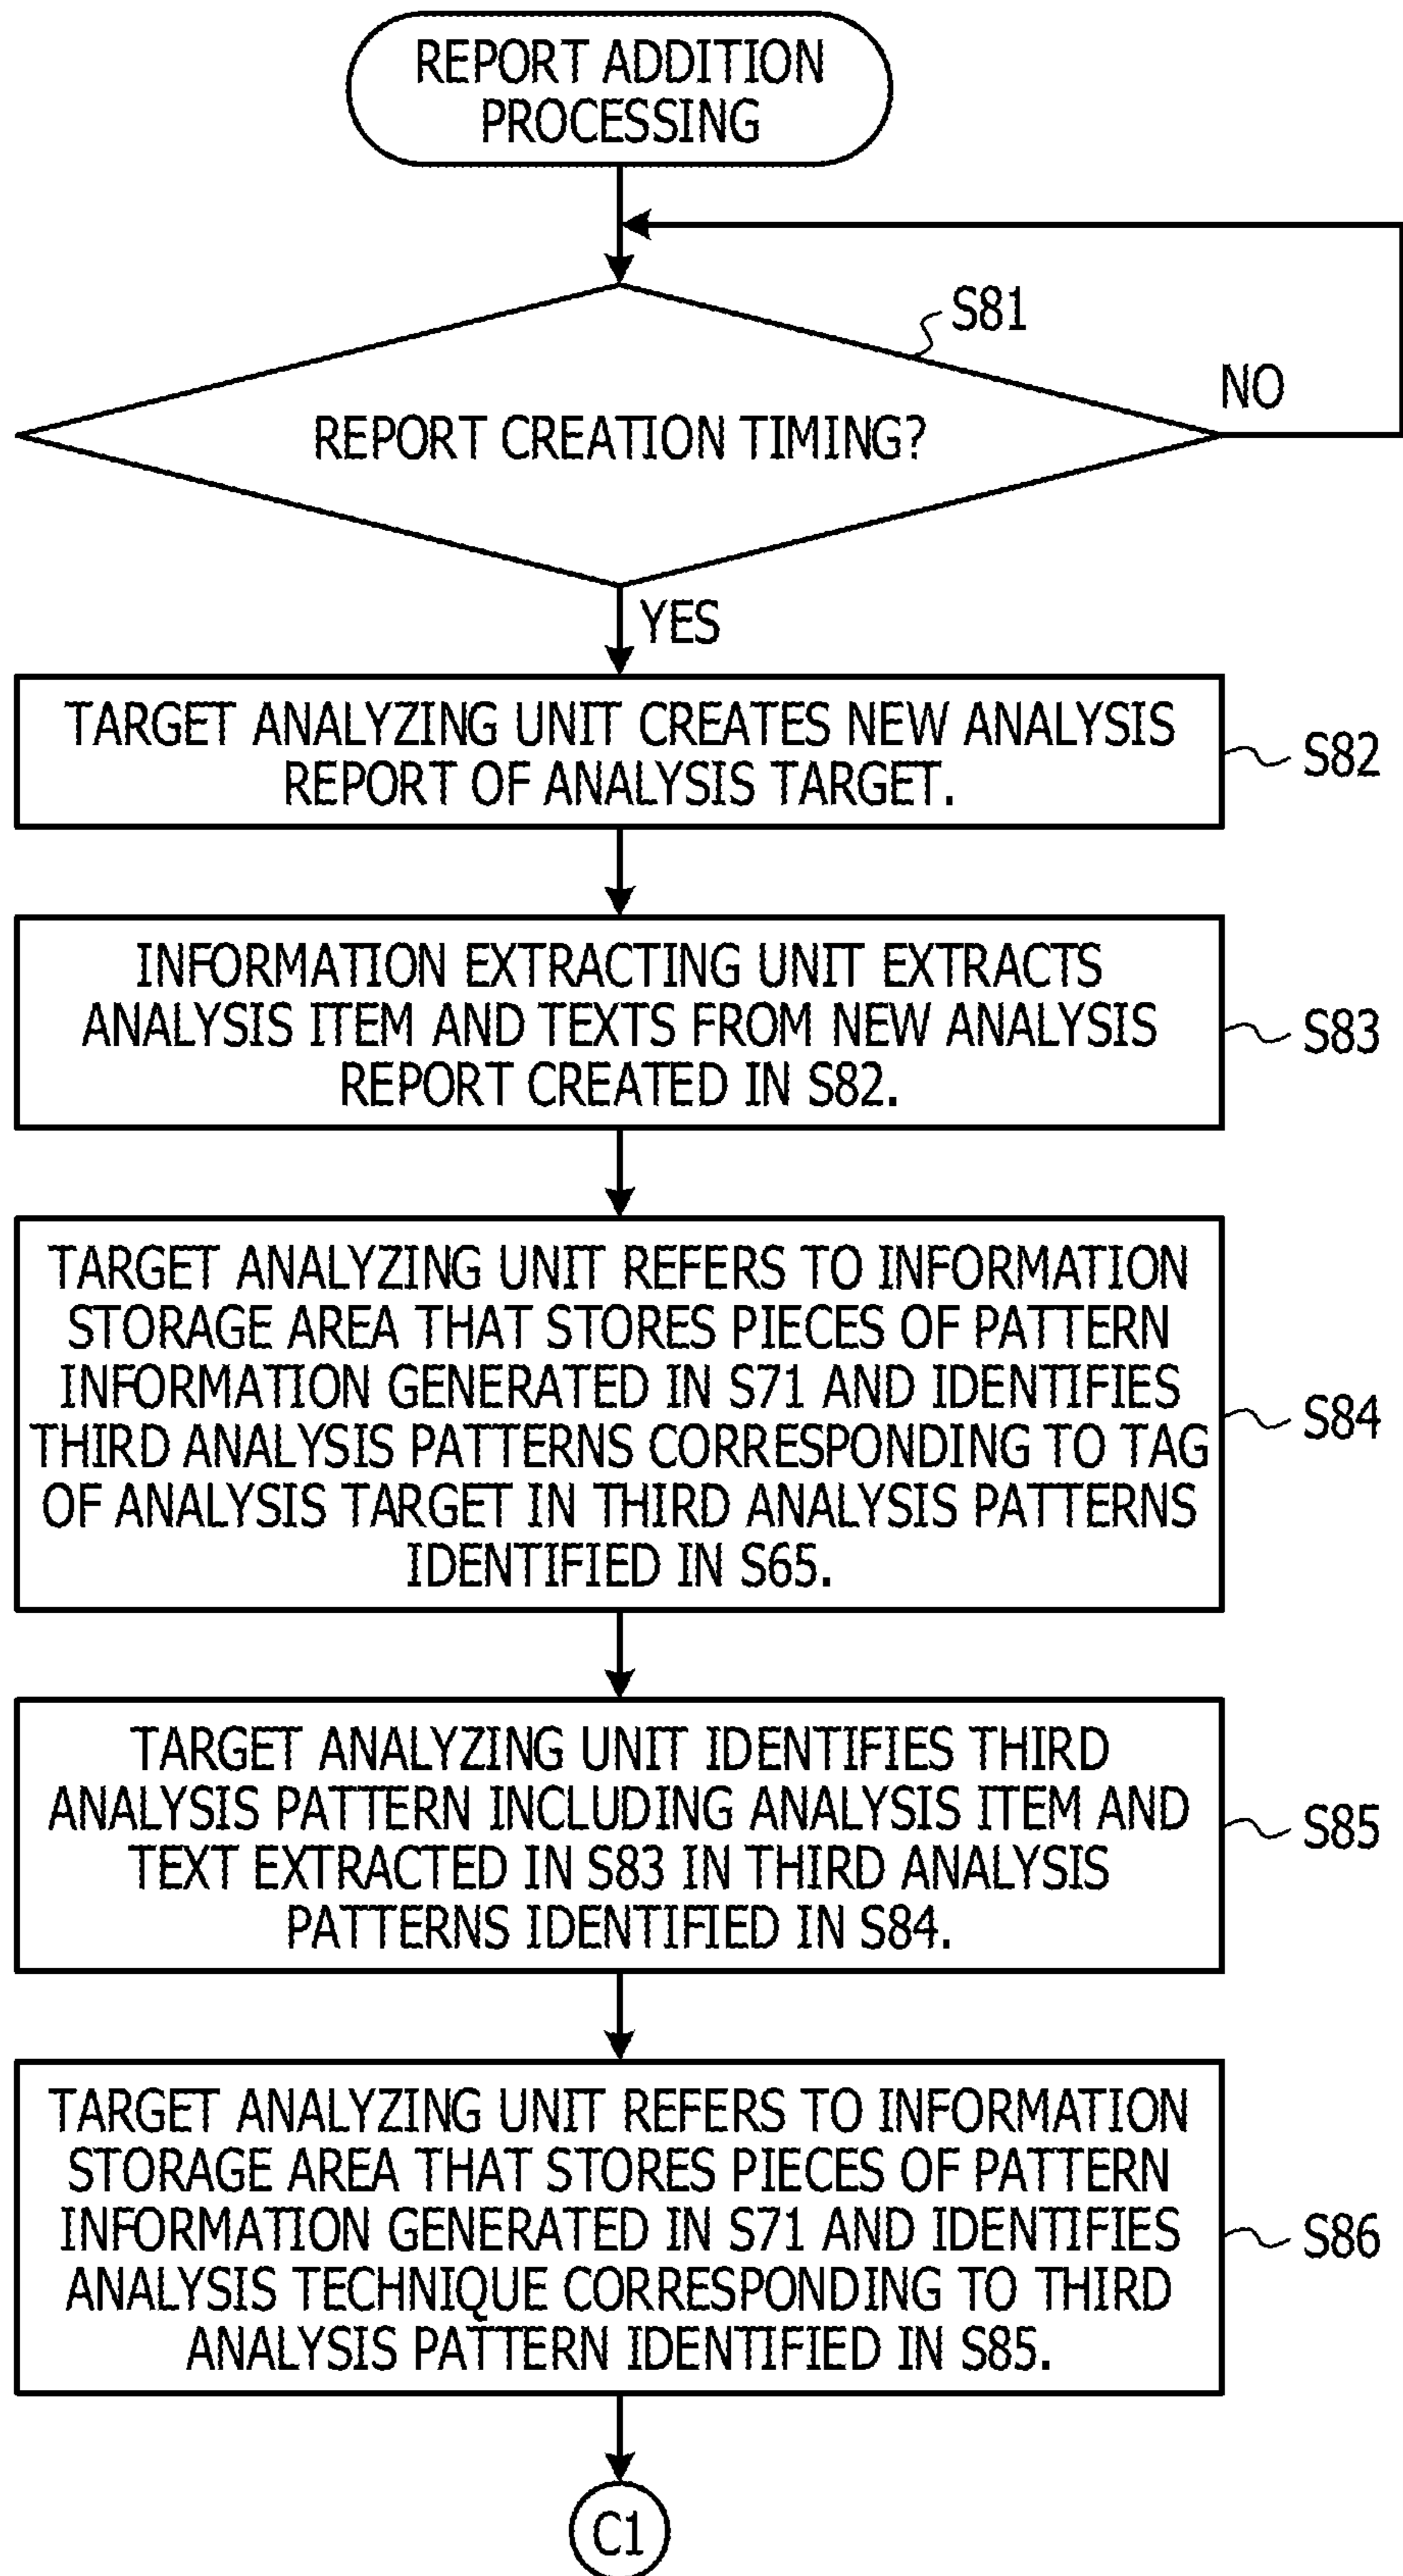 REPORT ADDITION
PROCESSING
S81
NO
REPORT CREATION TIMING?
YES
TARGET ANALYZING UNIT CREATES NEW ANALYSIS
REPORT OF ANALYSIS TARGET.
S82
INFORMATION EXTRACTING UNIT EXTRACTS
ANALYSIS ITEM AND TEXTS FROM NEW ANALYSIS
REPORT CREATED IN S82.
S83
TARGET ANALYZING UNIT REFERS TO INFORMATION
STORAGE AREA THAT STORES PIECES OF PATTERN
INFORMATION GENERATED IN S71 AND IDENTIFIES
THIRD ANALYSIS PATTERNS CORRESPONDING TO TAG
OF ANALYSIS TARGET IN THIRD ANALYSIS PATTERNS
IDENTIFIED IN S65.
S84
TARGET ANALYZING UNIT IDENTIFIES THIRD
ANALYSIS PATTERN INCLUDING ANALYSIS ITEM AND
TEXT EXTRACTED IN S83 IN THIRD ANALYSIS
PATTERNS IDENTIFIED IN S84.
S85
TARGET ANALYZING UNIT REFERS TO INFORMATION
STORAGE AREA THAT STORES PIECES OF PATTERN
INFORMATION GENERATED IN S71 AND IDENTIFIES
ANALYSIS TECHNIQUE CORRESPONDING TO THIRD
ANALYSIS PATTERN IDENTIFIED IN S85.
S86
C1